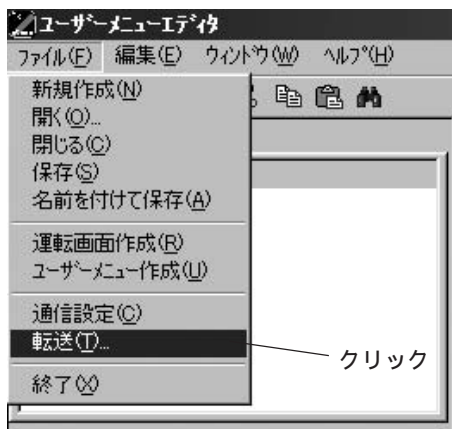 ユーザーメニューエディタ
ファイル(F) 編集(E) ウィンドウ(W) ヘルプ(H)
新規作成(N)
開く(O)...
閉じる(C)
保存(S)
名前を付けて保存(A)
運転画面作成(R)
ユーザーメニュー作成(U)
通信設定(C)
転送(T)...
クリック
終了(X)